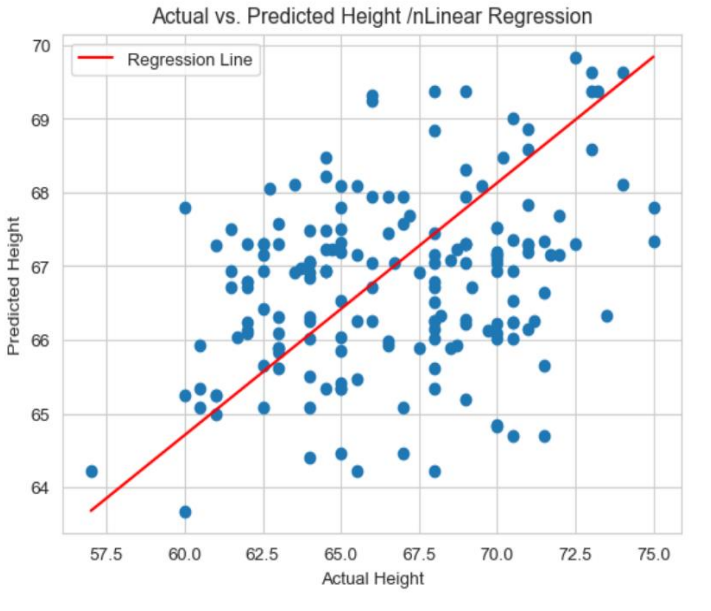 Actual vs. Predicted Height /nLinear Regression
Regression Line
70
69
68
67
66
65
64
Predicted Height
57.5 60.0 62.5 65.0 67.5 70.0 72.5 75.0
Actual Height